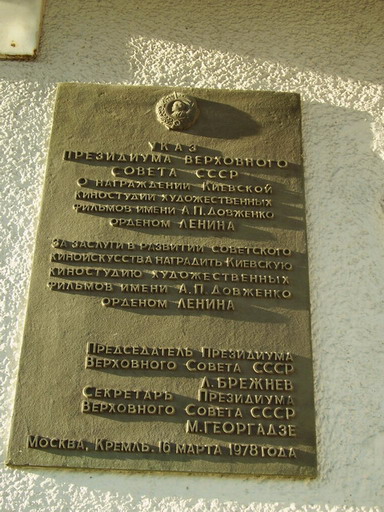 УКАЗ
ПРЕЗИДИУМА ВЕРХОВНОГО
СОВЕТА СССР
О НАГРАЖДЕНИИ КИЕВСКОЙ
КИНОСТУДИИ ХУДОЖЕСТВЕННЫХ
ФИЛЬМОВ ИМЕНИ А.П.ДОВЖЕНКО
ОРДЕНОМ ЛЕНИНА
ЗА ЗАСЛУГИ В РАЗВИТИИ СОВЕТСКОГО
КИНОИСКУССТВА НАГРАДИТЬ КИЕВСКУЮ
КИНОСТУДИЮ ХУДОЖЕСТВЕННЫХ
ФИЛЬМОВ ИМЕНИ А.П.ДОВЖЕНКО
ОРДЕНОМ ЛЕНИНА
ПРЕДСЕДАТЕЛЬ ПРЕЗИДИУМА
ВЕРХОВНОГО СОВЕТА СССР
Л.БРЕЖНЕВ
СЕКРЕТАРЪ ПРЕЗИДИУМА
ВЕРХОВНОГО СОВЕТА СССР
М.ГЕОРГАДЗЕ
МОСКВА, КРЕМЛЬ. 16 МАРТА 1978 ГОДА